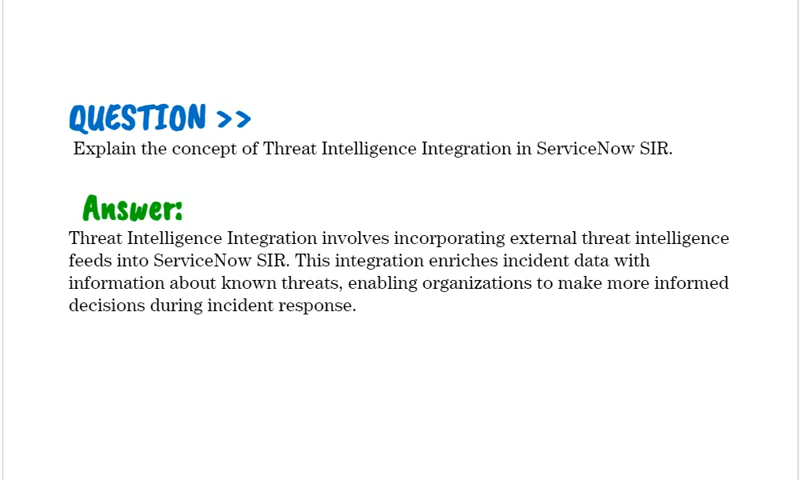 QUESTION >>
Explain the concept of Threat Intelligence Integration in ServiceNow SIR.
Answer:
Threat Intelligence Integration involves incorporating external threat intelligence
feeds into ServiceNow SIR. This integration enriches incident data with
information about known threats, enabling organizations to make more informed
decisions during incident response.